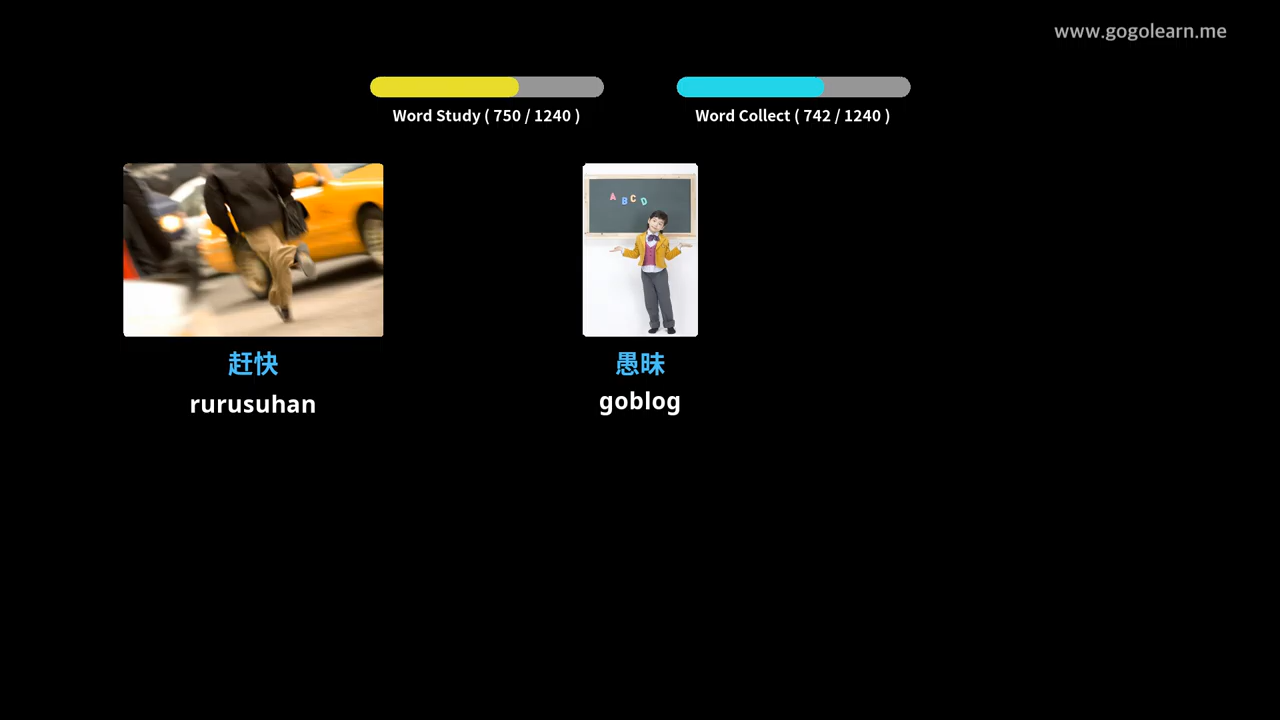 www.gogolearn.me
Word Study ( 750 / 1240 )
Word Collect ( 742 / 1240 )
A B C D
赶快
rurusuhan
愚昧
goblog